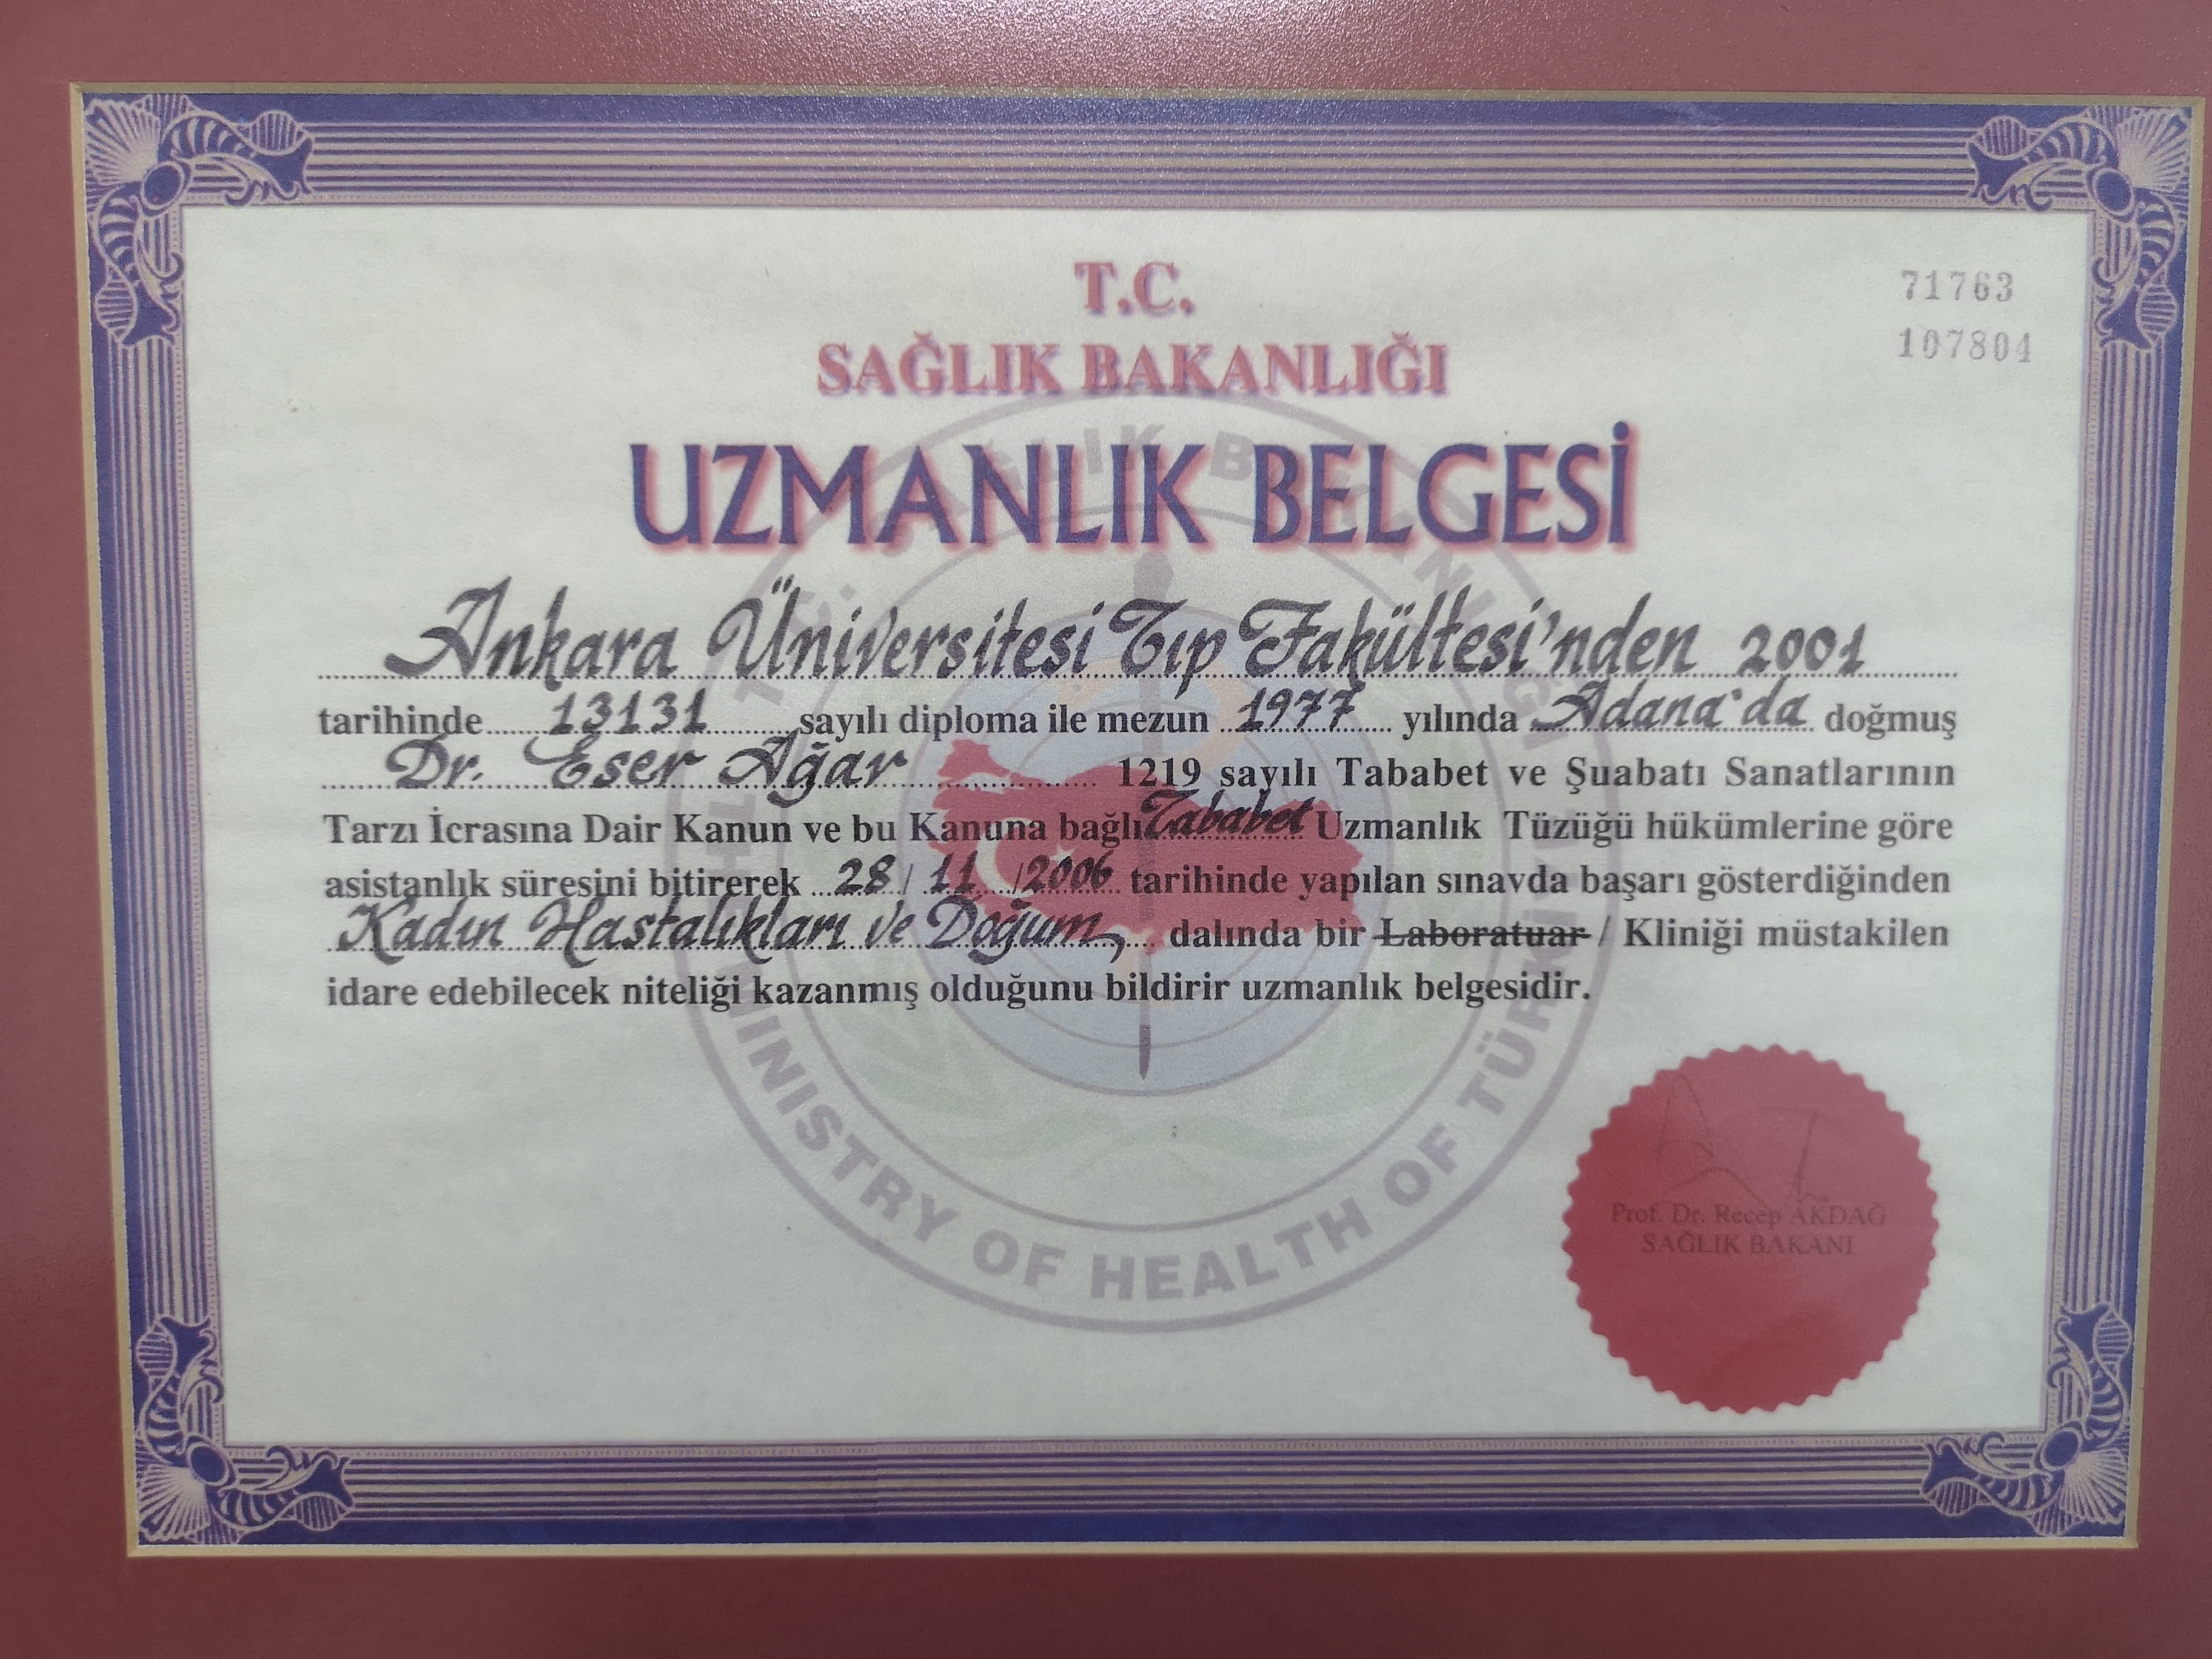 T.C.
SAĞLIK BAKANLIĞI
71763
107804
UZMANLIK BELGESİ
Ankara Üniversitesi Tıp Fakültesi'nden 2001
tarihinde 13131 sayılı diploma ile mezun 1977 yılında Adana'da doğmuş
Dr. Eser Ağar 1219 sayılı Tababet ve Şuabatı Sanatlarının
Tarzı İcrasına Dair Kanun ve bu Kanuna bağlı Tababet Uzmanlık Tüzüğü hükümlerine göre
asistanlık süresini bitirerek 28 / 11 /2006 tarihinde yapılan sınavda başarı gösterdiğinden
Kadın Hastalıkları ve Doğum, dalında bir Laboratuar / Kliniği müstakilen
idare edebilecek niteliği kazanmış olduğunu bildirir uzmanlık belgesidir.
T.C. SAĞLIK BAKANLIĞI
MINISTRY OF HEALTH OF TÜRKİYE
Prof. Dr. Recep AKDAĞ
SAĞLIK BAKANI